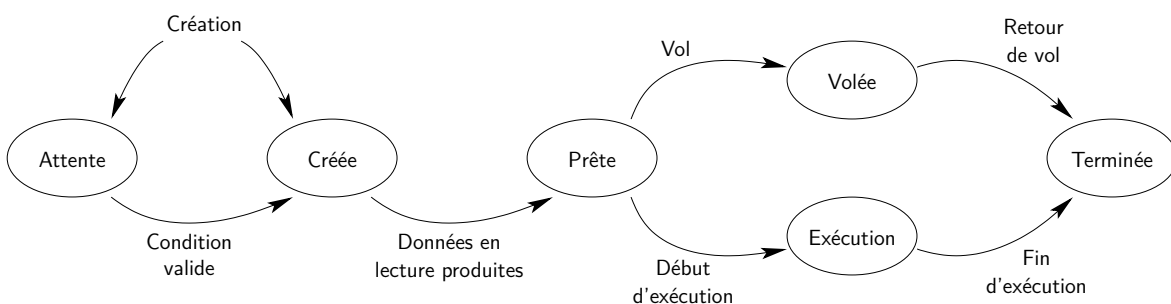 Création
Attente
Créée
Condition
valide
Données en
lecture produites
Prête
Vol
Volée
Retour
de vol
Début
d'exécution
Exécution
Fin
d'exécution
Terminée